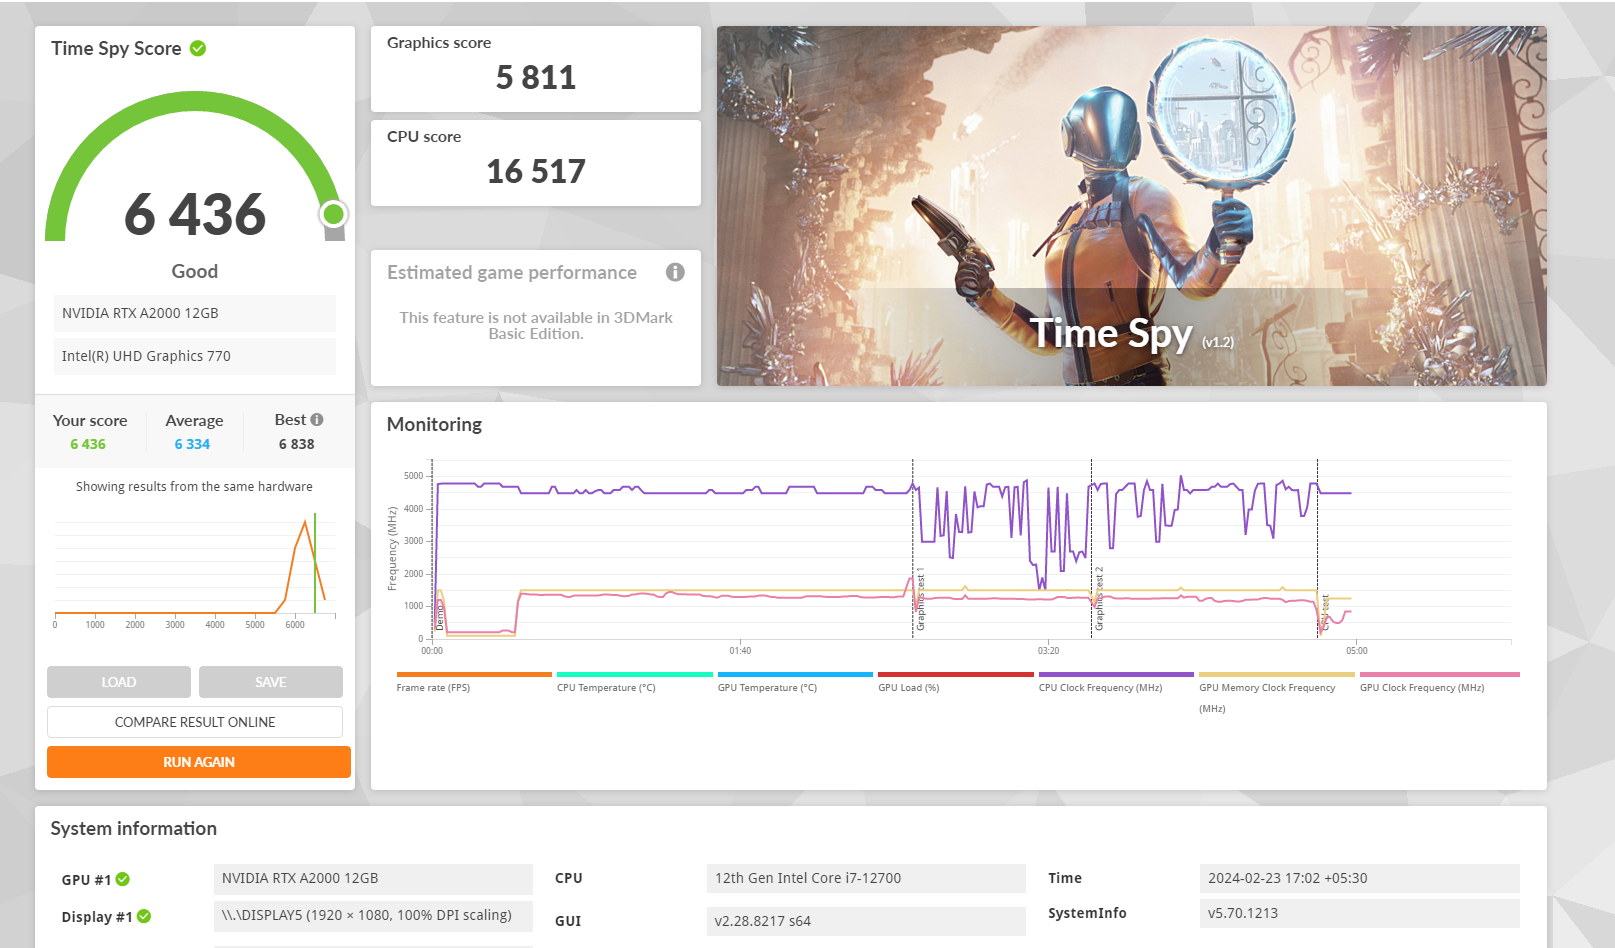 Time Spy Score
6 436
Good
NVIDIA RTX A2000 12GB
Intel(R) UHD Graphics 770
Your score
Average
Best
6 436
6 334
6 838
Showing results from the same hardware
0 1000 2000 3000 4000 5000 6000
LOAD
SAVE
COMPARE RESULT ONLINE
RUN AGAIN
Graphics score
5 811
CPU score
16 517
Estimated game performance
This feature is not available in 3DMark
Basic Edition.
Time Spy (v1.2)
Monitoring
Frequency (MHz)
5000
4000
3000
2000
1000
0
Demo
Graphics test 1
Graphics test 2
CPU test
00:00 01:40 03:20 05:00
Frame rate (FPS)
CPU Temperature (°C)
GPU Temperature (°C)
GPU Load (%)
CPU Clock Frequency (MHz)
GPU Memory Clock Frequency
(MHz)
GPU Clock Frequency (MHz)
System information
GPU #1
NVIDIA RTX A2000 12GB
Display #1
\\.\DISPLAY5 (1920 × 1080, 100% DPI scaling)
CPU
12th Gen Intel Core i7-12700
GUI
v2.28.8217 s64
Time
2024-02-23 17:02 +05:30
SystemInfo
v5.70.1213